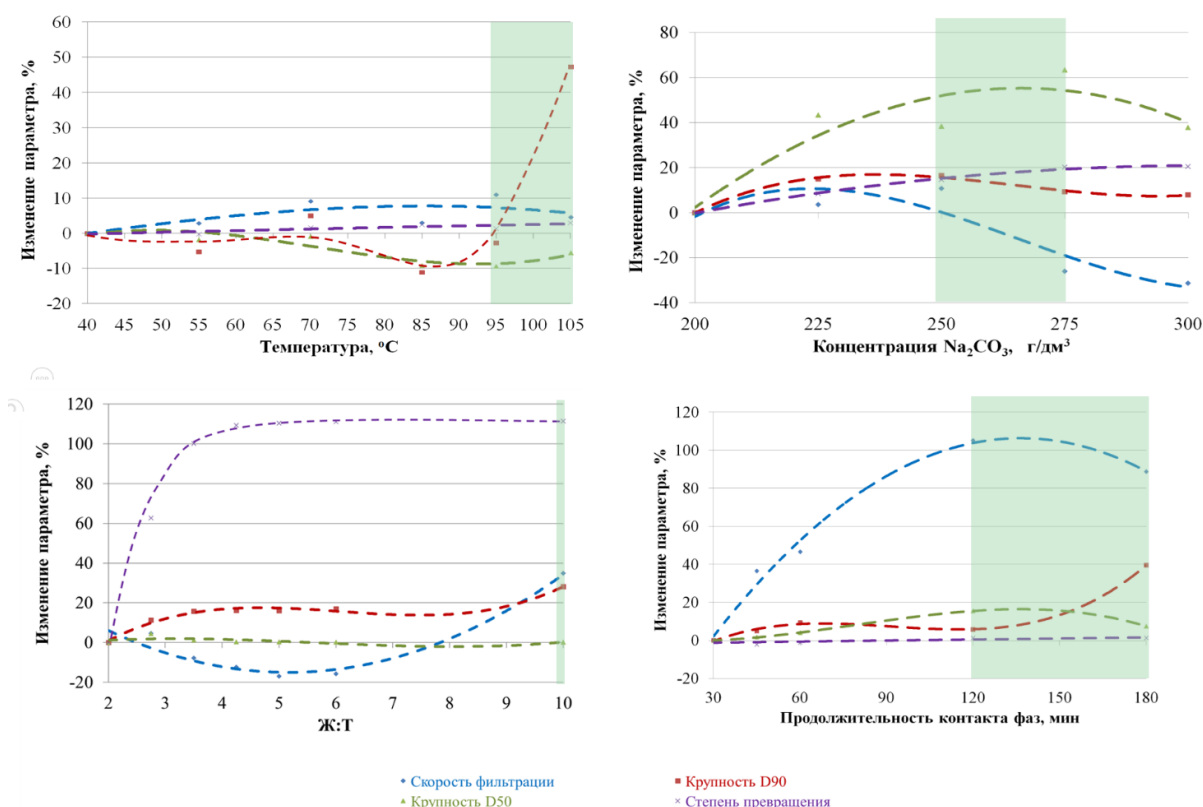 60
50
40
30
20
10
0
-10
-20
Изменение параметра, %
40 45 50 55 60 65 70 75 80 85 90 95 100 105
Температура, °С
80
60
40
20
0
-20
-40
Изменение параметра, %
200 225 250 275 300
Концентрация Na₂CO₃, г/дм³
120
100
80
60
40
20
0
-20
Изменение параметра, %
2 3 4 5 6 7 8 9 10
Ж:Т
120
100
80
60
40
20
0
-20
Изменение параметра, %
30 60 90 120 150 180
Продолжительность контакта фаз, мин
Скорость фильтрации
Крупность D90
Крупность D50
Степень превращения